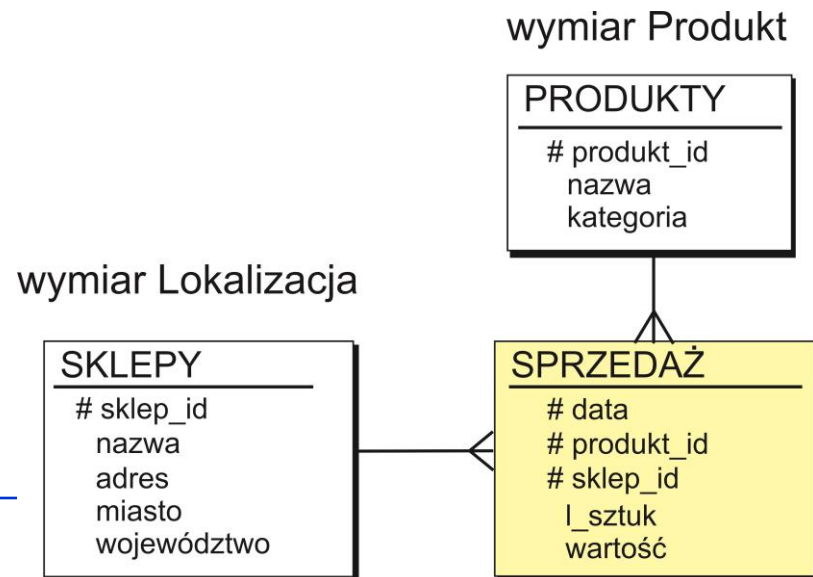 wymiar Produkt
PRODUKTY
# produkt_id
nazwa
kategoria
wymiar Lokalizacja
SKLEPY
# sklep_id
nazwa
adres
miasto
województwo
SPRZEDAŻ
# data
# produkt_id
# sklep_id
l_sztuk
wartość